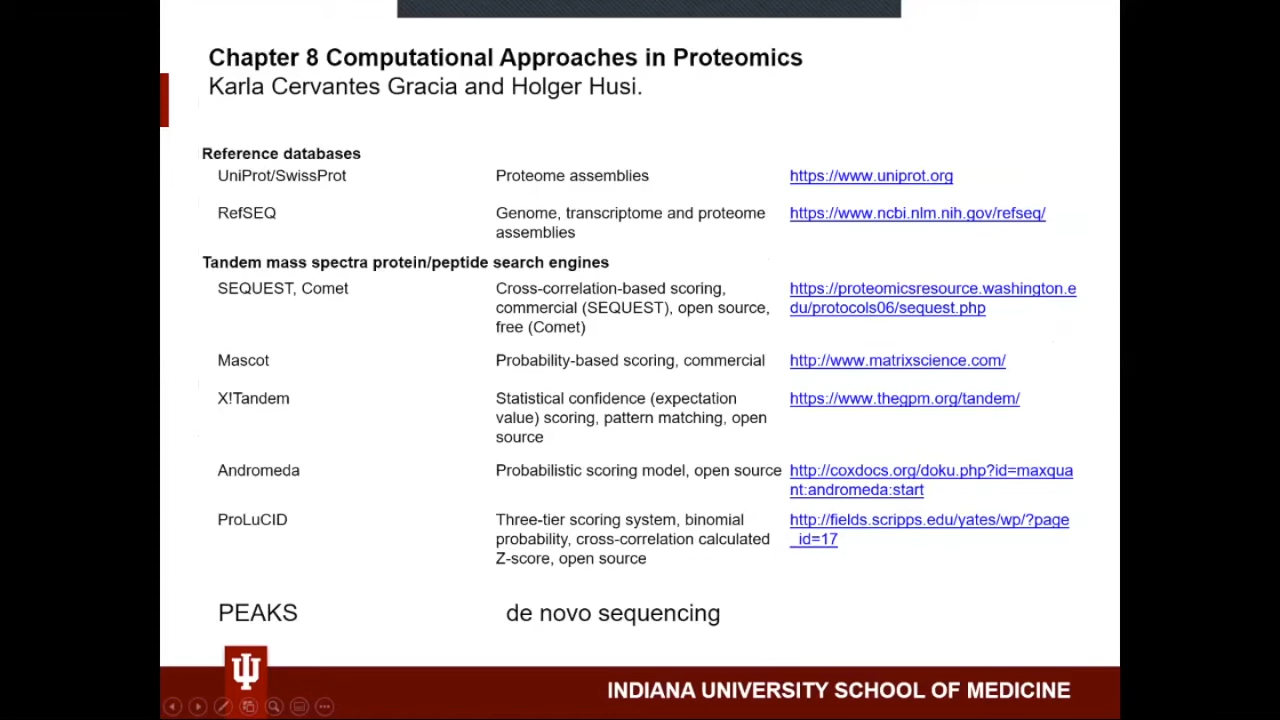 Chapter 8 Computational Approaches in Proteomics
Karla Cervantes Gracia and Holger Husi.
Reference databases
UniProt/SwissProt Proteome assemblies https://www.uniprot.org
RefSEQ Genome, transcriptome and proteome https://www.ncbi.nlm.nih.gov/refseq/
assemblies
Tandem mass spectra protein/peptide search engines
SEQUEST, Comet Cross-correlation-based scoring, https://proteomicsresource.washington.e
commercial (SEQUEST), open source, du/protocols06/sequest.php
free (Comet)
Mascot Probability-based scoring, commercial http://www.matrixscience.com/
X!Tandem Statistical confidence (expectation https://www.thegpm.org/tandem/
value) scoring, pattern matching, open
source
Andromeda Probabilistic scoring model, open source http://coxdocs.org/doku.php?id=maxqua
nt:andromeda:start
ProLuCID Three-tier scoring system, binomial http://fields.scripps.edu/yates/wp/?page
probability, cross-correlation calculated _id=17
Z-score, open source
PEAKS de novo sequencing
INDIANA UNIVERSITY SCHOOL OF MEDICINE